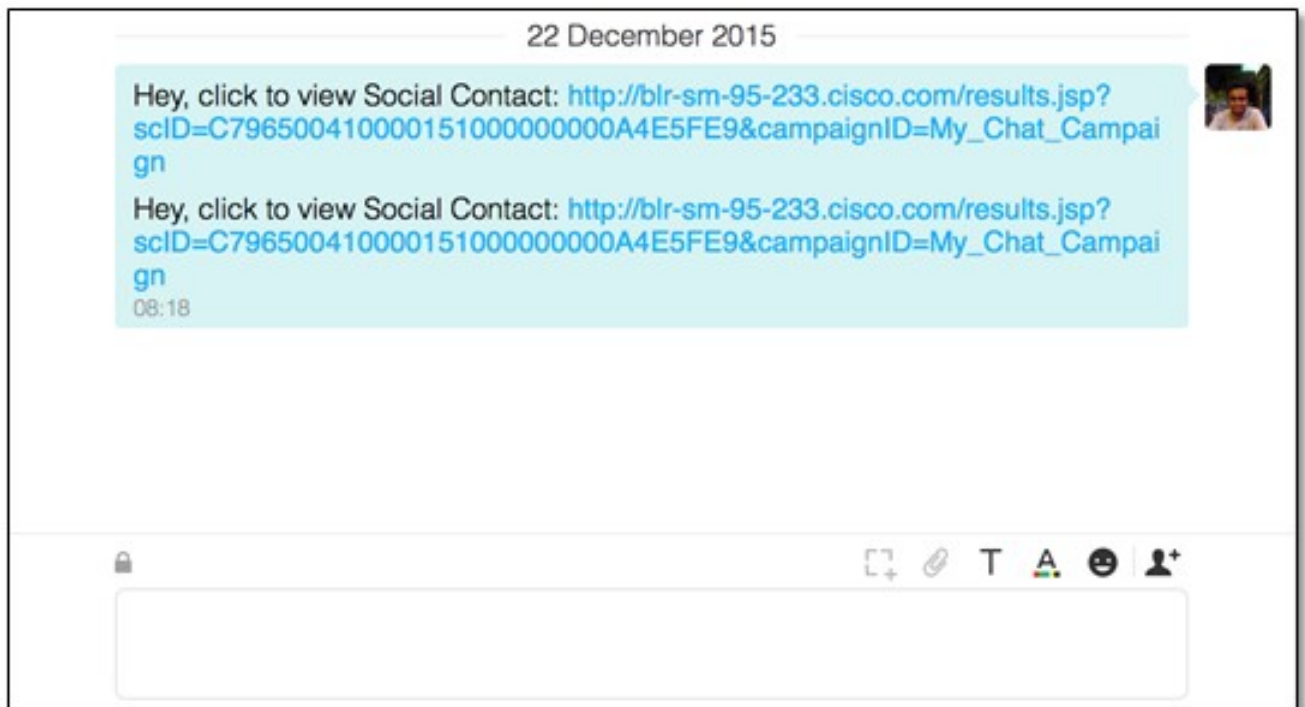 22 December 2015
Hey, click to view Social Contact: http://blr-sm-95-233.cisco.com/results.jsp?
scID=C7965004100001510000000000A4E5FE9&campaignID=My_Chat_Campai
gn
Hey, click to view Social Contact: http://blr-sm-95-233.cisco.com/results.jsp?
scID=C7965004100001510000000000A4E5FE9&campaignID=My_Chat_Campai
gn
08:18
T A